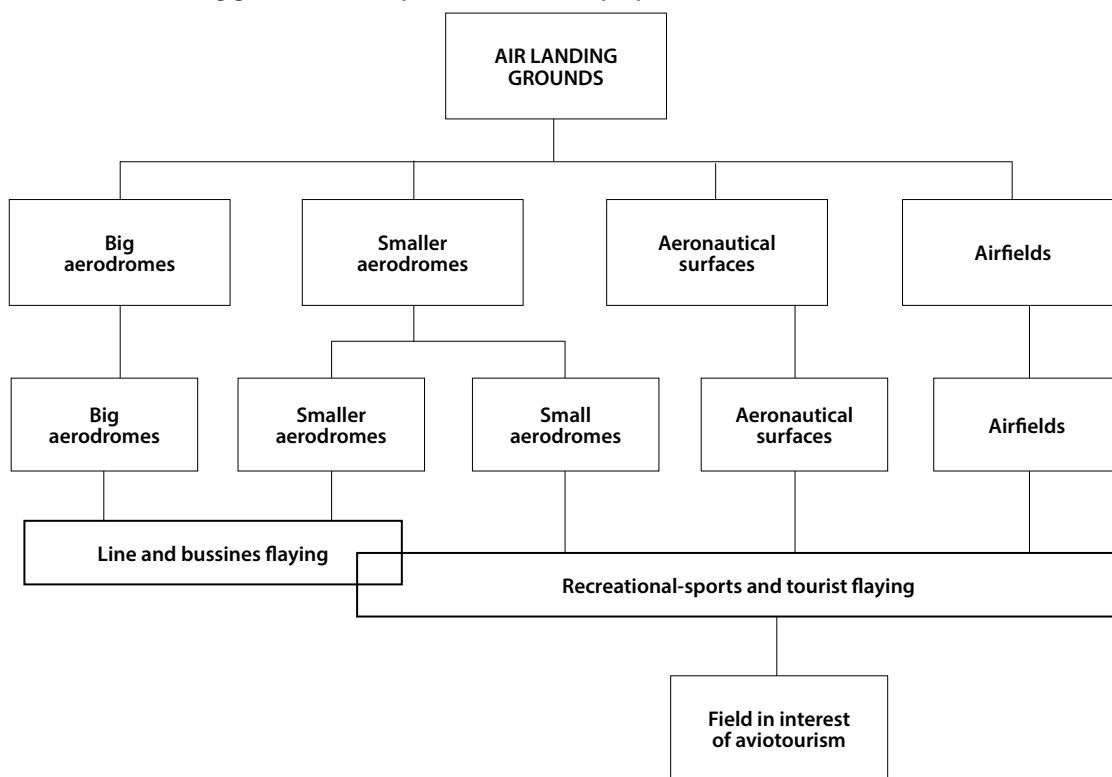 AIR LANDING
GROUNDS
Big
aerodromes
Smaller
aerodromes
Aeronautical
surfaces
Airfields
Big
aerodromes
Smaller
aerodromes
Small
aerodromes
Aeronautical
surfaces
Airfields
Line and bussines flaying
Recreational-sports and tourist flaying
Field in interest
of aviotourism